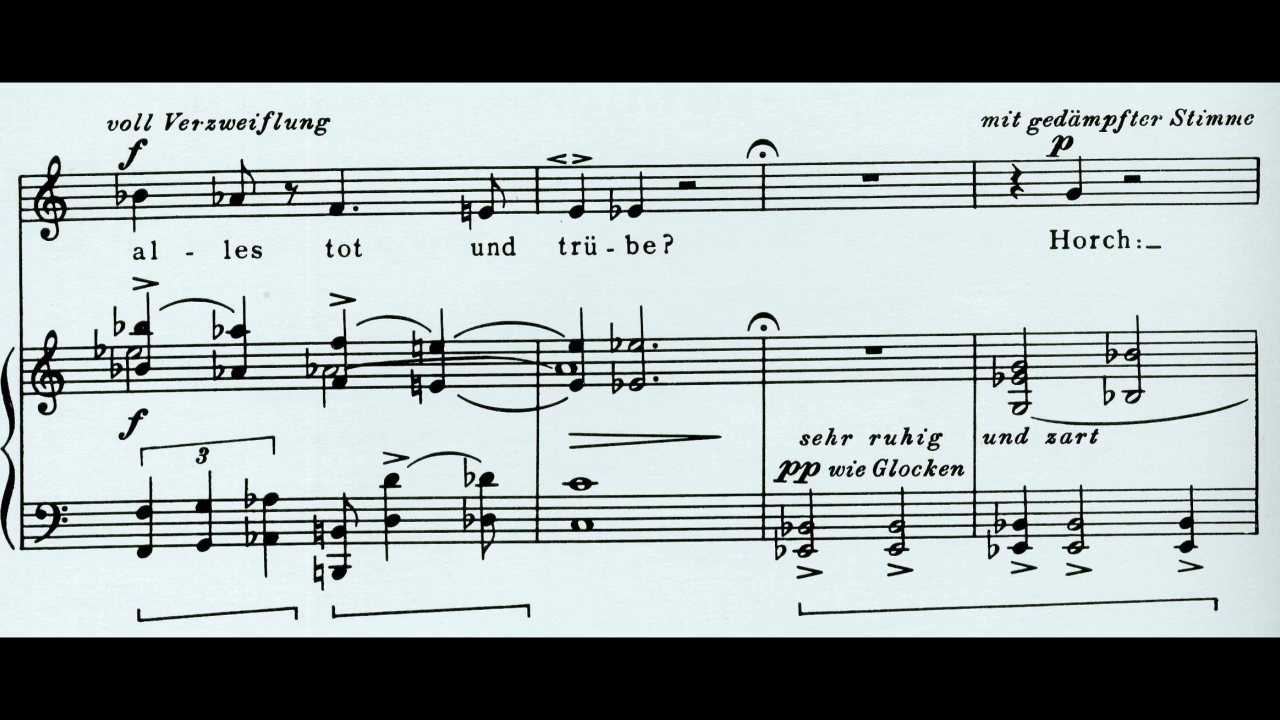 voll Verzweiflung
mit gedämpfter Stimme
f
p
al - les tot und trü - be?
Horch:_
f
3
sehr ruhig und zart
pp wie Glocken